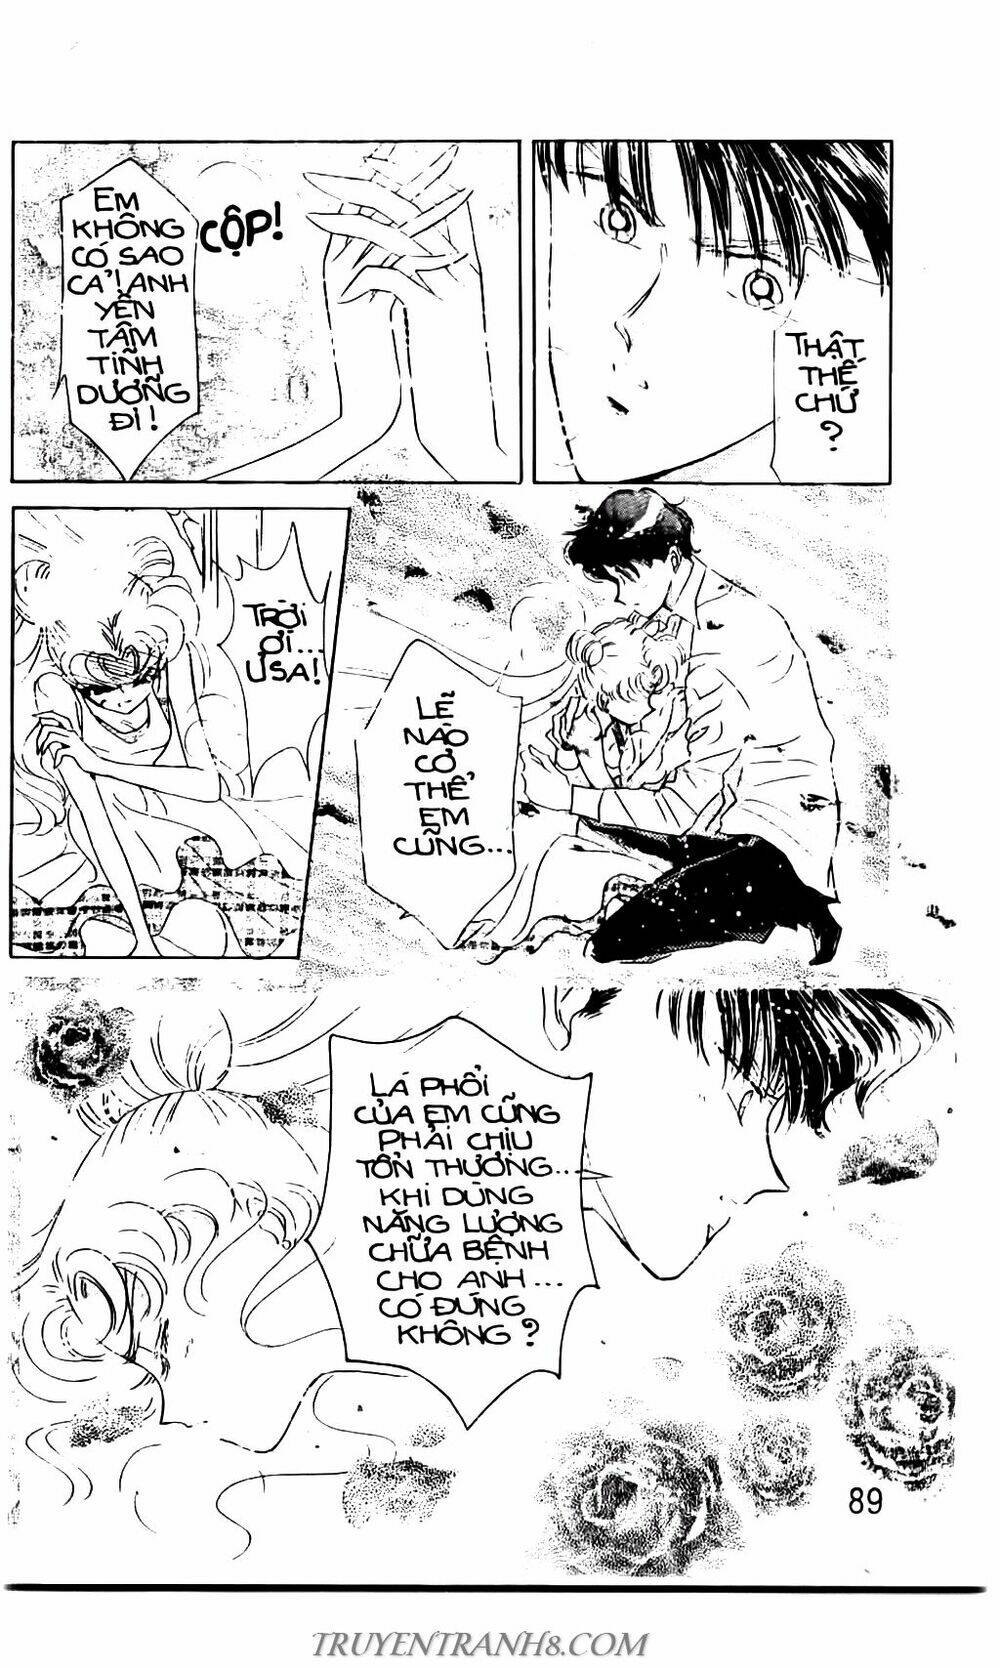 EM
KHÔNG
CÓ SAO
CẢ! ANH
YÊN
TÂM
TĨNH
DƯỠNG
ĐI!
CỘP!
THẬT
THẾ
CHỨ
?
TRỜI
ƠI...
USA!
LẼ
NÀO
CƠ
THỂ
EM
CŨNG...
LÁ PHỔI
CỦA EM CŨNG
PHẢI CHỊU
TỔN THƯƠNG...
KHI DÙNG
NĂNG LƯỢNG
CHỮA BỆNH
CHO ANH...
CÓ ĐÚNG
KHÔNG?
89
TRUYENTRANH8.COM